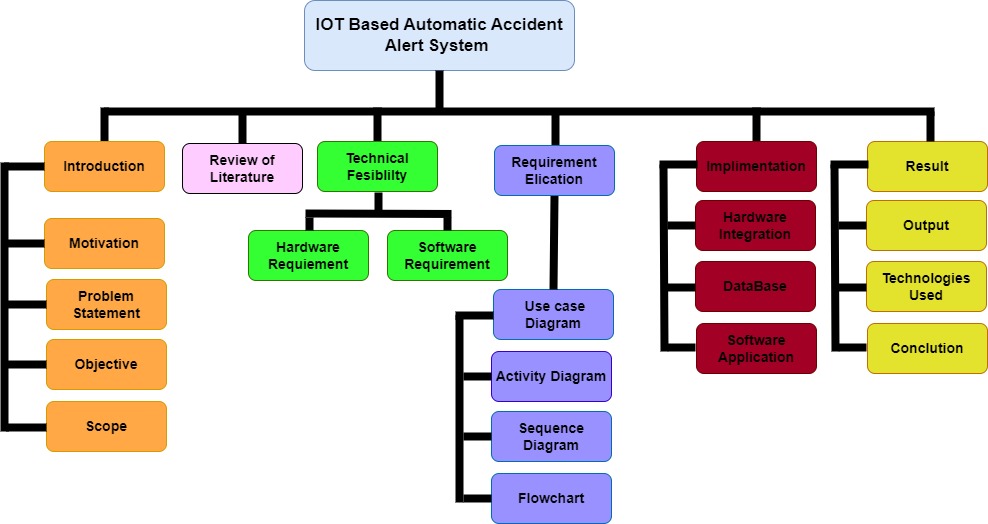 IOT Based Automatic Accident
Alert System
Introduction
Motivation
Problem
Statement
Objective
Scope
Review of
Literature
Technical
Fesiblilty
Hardware
Requiement
Software
Requirement
Requirement
Elication
Use case
Diagram
Activity Diagram
Sequence
Diagram
Flowchart
Implimentation
Hardware
Integration
DataBase
Software
Application
Result
Output
Technologies
Used
Conclution